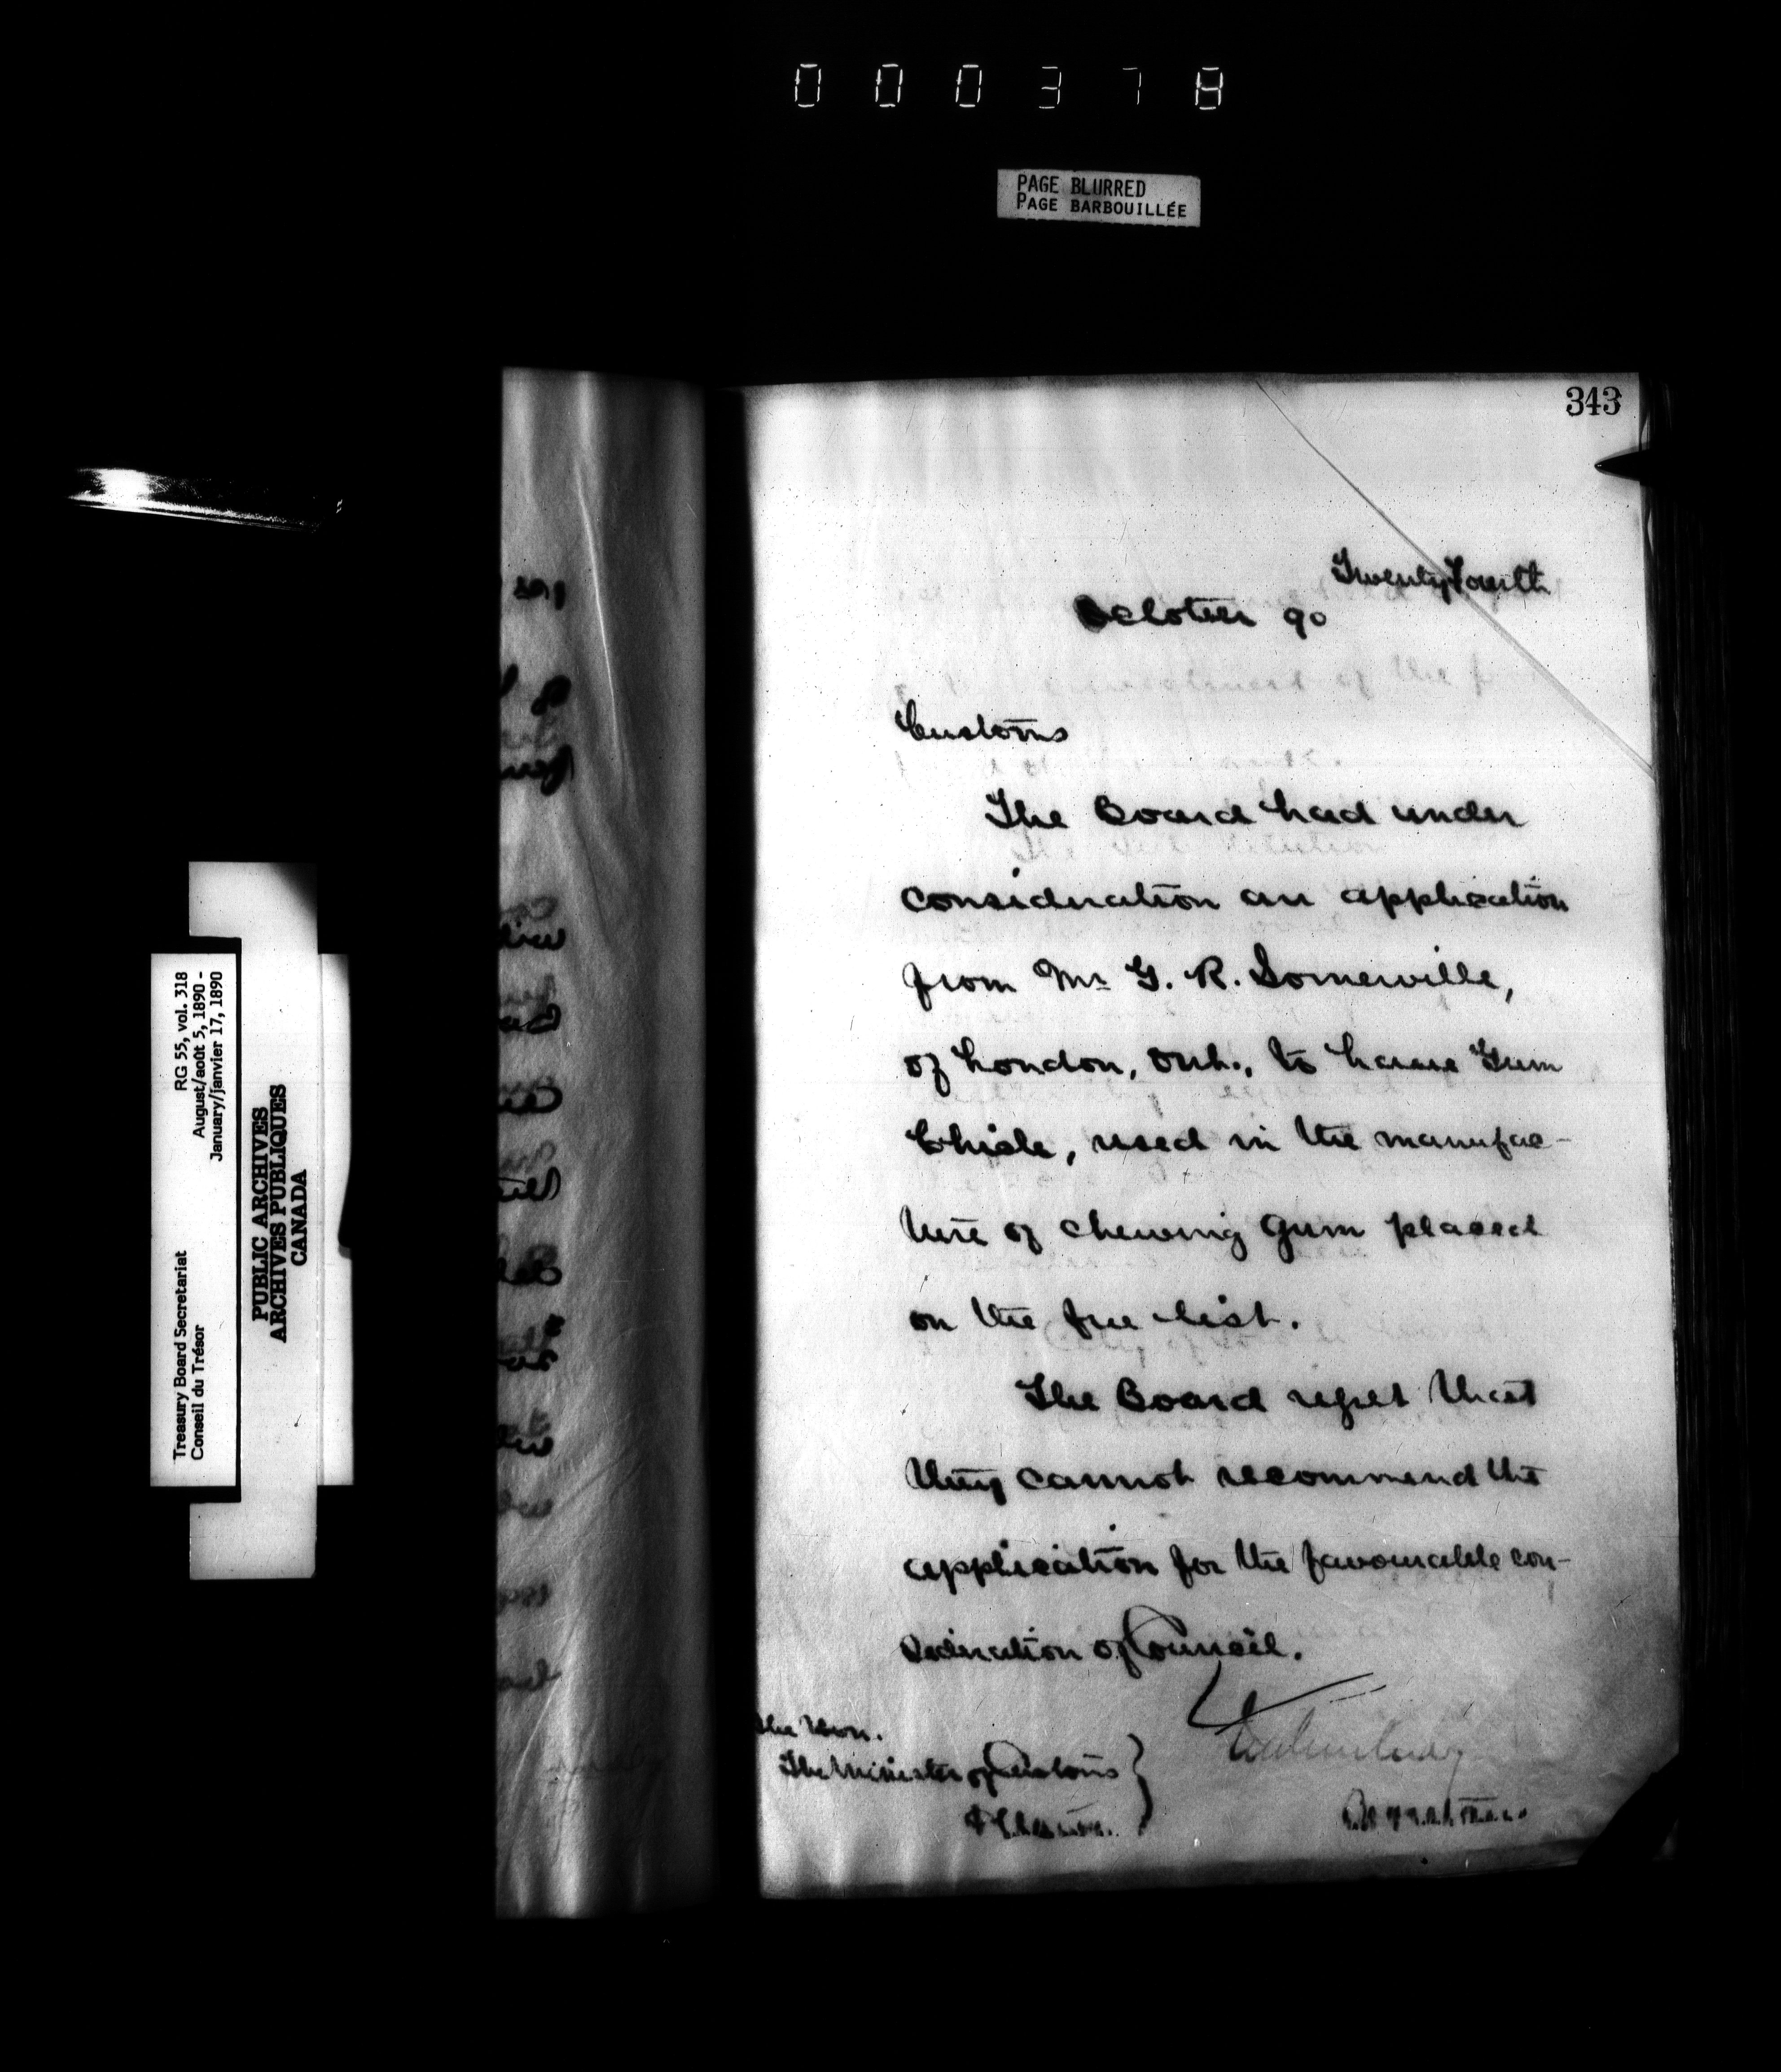 000378
PAGE BLURRED
PAGE BARBOUILLÉE
343
Twenty Fourth
October 90
Customs
The Board had under
consideration an application
from Mr G. R. Somerville,
of London, Ont., to have Gum
Chicle, used in the manufac-
ture of chewing gum placed
on the free list.
The Board regret that
they cannot recommend the
application for the favourable con-
sideration of Council.
The Hon.
The Minister of Customs
RG 55, vol. 318
August/août 5, 1890 -
January/janvier 17, 1890
Treasury Board Secretariat
Conseil du Trésor
PUBLIC ARCHIVES
ARCHIVES PUBLIQUES
CANADA